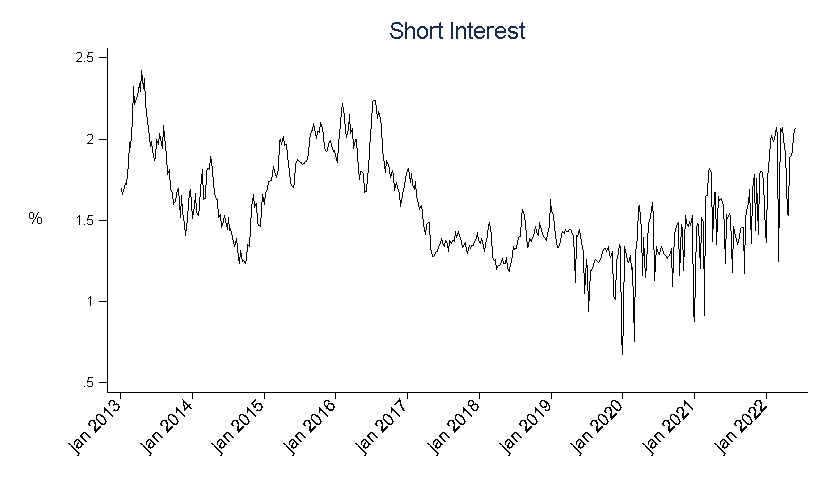 Short Interest
2.5
2
1.5
1
.5
%
Jan 2013
Jan 2014
Jan 2015
Jan 2016
Jan 2017
Jan 2018
Jan 2019
Jan 2020
Jan 2021
Jan 2022